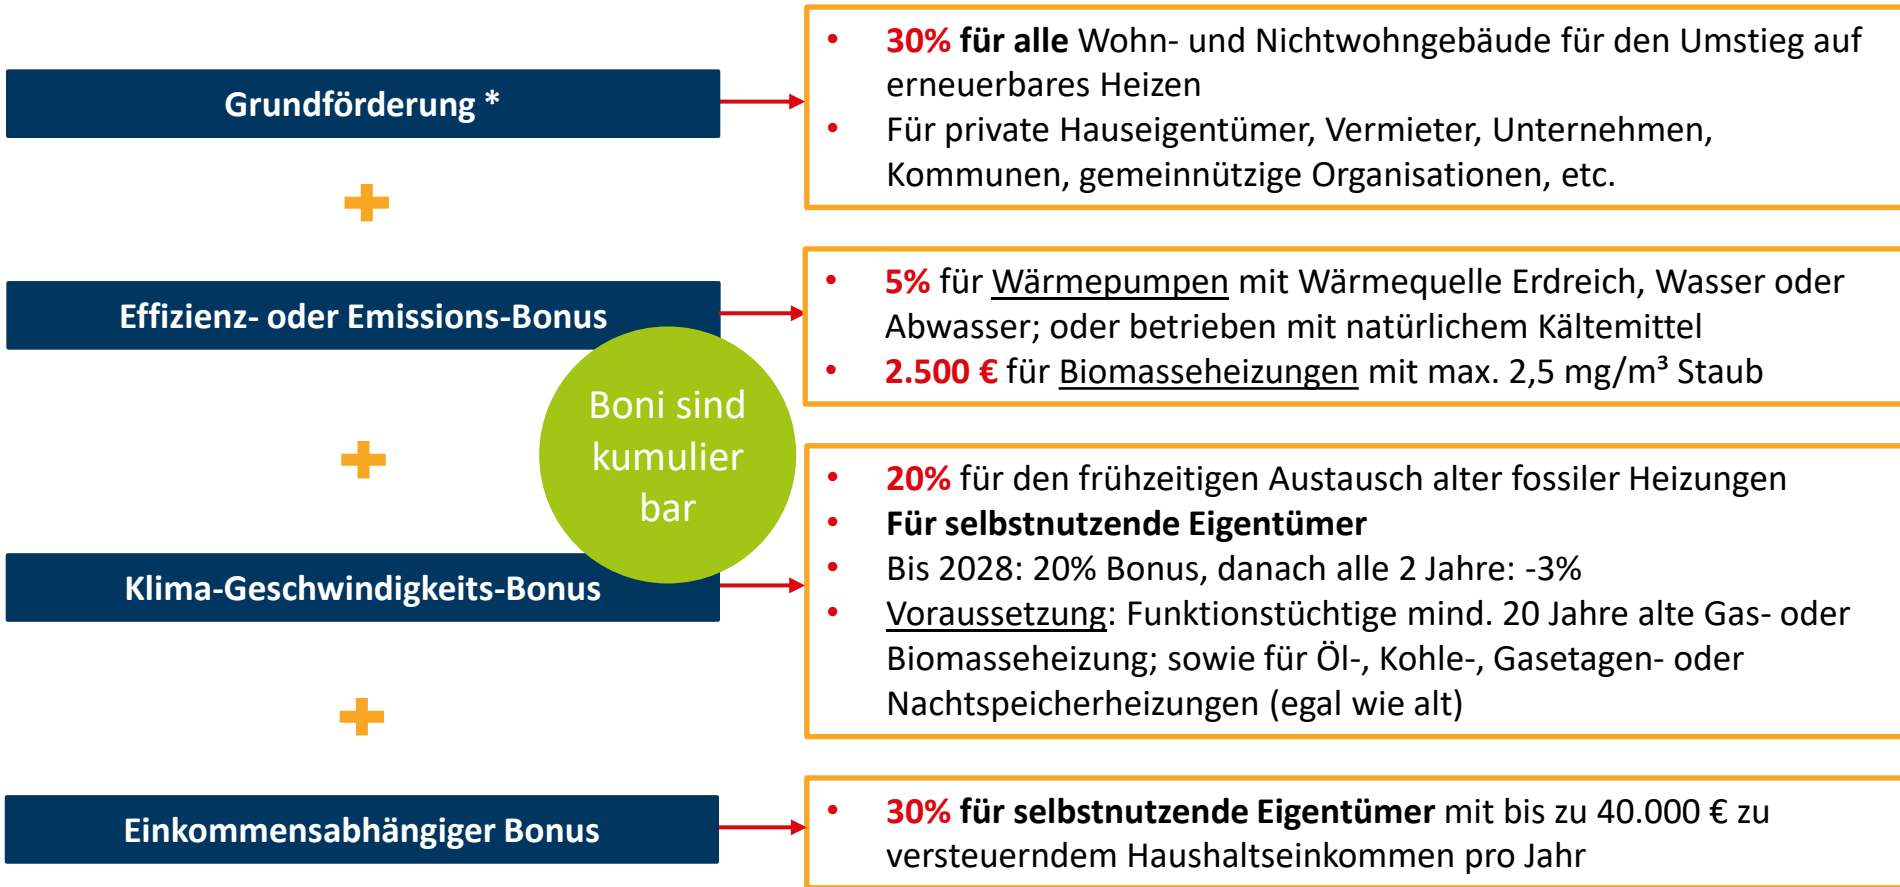 Grundförderung *
• 30% für alle Wohn- und Nichtwohngebäude für den Umstieg auf
erneuerbares Heizen
• Für private Hauseigentümer, Vermieter, Unternehmen,
Kommunen, gemeinnützige Organisationen, etc.
Effizienz- oder Emissions-Bonus
• 5% für Wärmepumpen mit Wärmequelle Erdreich, Wasser oder
Abwasser; oder betrieben mit natürlichem Kältemittel
• 2.500 € für Biomasseheizungen mit max. 2,5 mg/m³ Staub
Boni sind
kumulier
bar
Klima-Geschwindigkeits-Bonus
• 20% für den frühzeitigen Austausch alter fossiler Heizungen
• Für selbstnutzende Eigentümer
• Bis 2028: 20% Bonus, danach alle 2 Jahre: -3%
• Voraussetzung: Funktionstüchtige mind. 20 Jahre alte Gas- oder
Biomasseheizung; sowie für Öl-, Kohle-, Gasetagen- oder
Nachtspeicherheizungen (egal wie alt)
Einkommensabhängiger Bonus
• 30% für selbstnutzende Eigentümer mit bis zu 40.000 € zu
versteuerndem Haushaltseinkommen pro Jahr